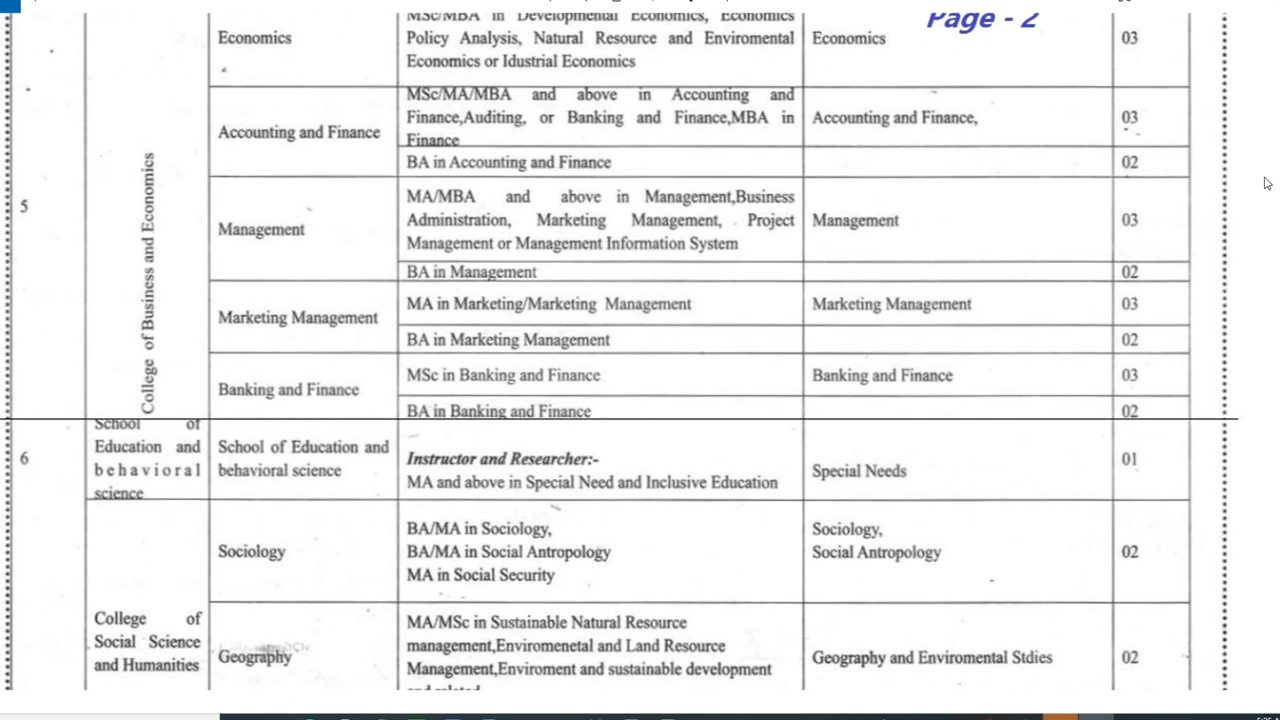 Page - 2
MSc/MBA in Developmental Economics, Economics
Economics
Policy Analysis, Natural Resource and Enviromental
Economics
03
Economics or Idustrial Economics
MSc/MA/MBA and above in Accounting and
Accounting and Finance
Finance,Auditing, or Banking and Finance,MBA in
Accounting and Finance,
03
Finance
BA in Accounting and Finance
02
5
College of Business and Economics
Management
MA/MBA and above in Management,Business
Administration, Marketing Management, Project
Management or Management Information System
Management
03
BA in Management
02
Marketing Management
MA in Marketing/Marketing Management
Marketing Management
03
BA in Marketing Management
02
Banking and Finance
MSc in Banking and Finance
Banking and Finance
03
BA in Banking and Finance
02
6
School of
Education and
behavioral
science
School of Education and
behavioral science
Instructor and Researcher:-
MA and above in Special Need and Inclusive Education
Special Needs
01
Sociology
BA/MA in Sociology,
BA/MA in Social Antropology
MA in Social Security
Sociology,
Social Antropology
02
College of
Social Science
and Humanities
Geography
MA/MSc in Sustainable Natural Resource
management,Enviromenetal and Land Resource
Management,Enviroment and sustainable development
and related
Geography and Enviromental Stdies
02